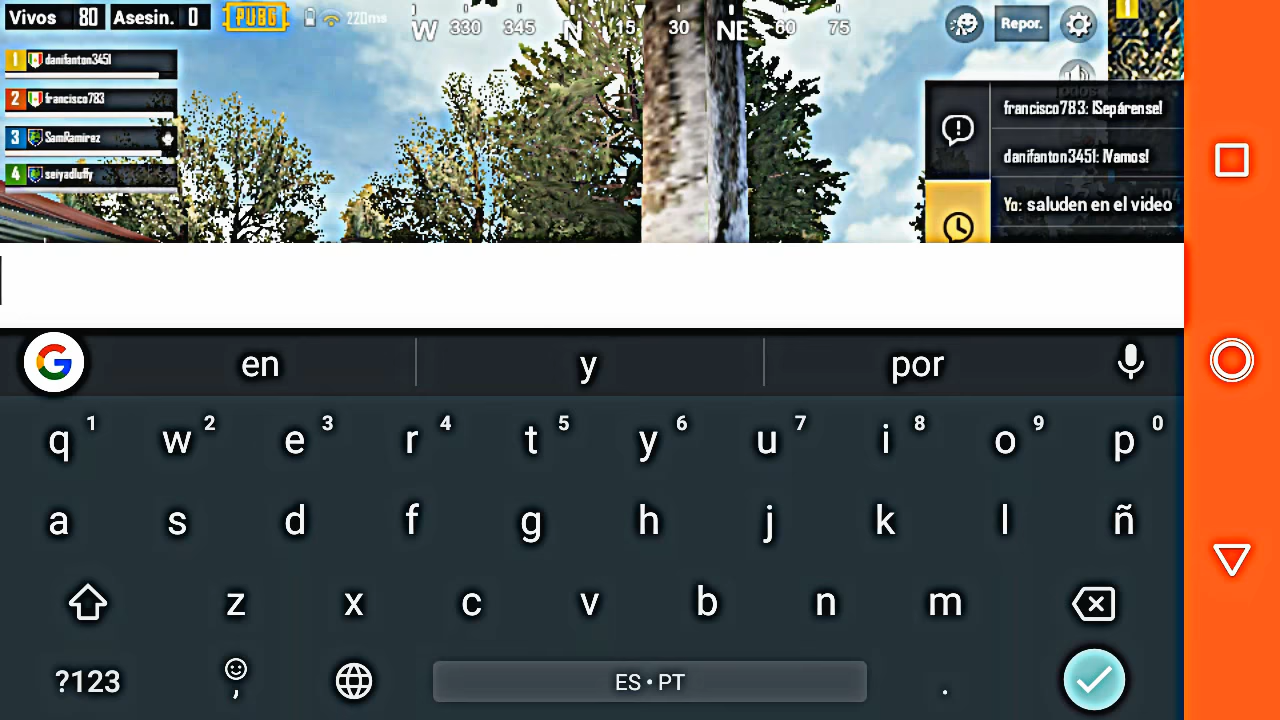 Vivos 80 Asesin. 0 PUBG 220ms
W 330 345 N 15 30 NE 60 75
Repor.
1
1 danifanton3451
2 francisco783
3 SamRamirez
4 seiyadluffy
francisco783: ¡Sepárense!
danifanton3451: ¡Vamos!
Yo: saluden en el video
G en y por
q 1 w 2 e 3 r 4 t 5 y 6 u 7 i 8 o 9 p 0
a s d f g h j k l ñ
z x c v b n m
?123 , ES • PT .